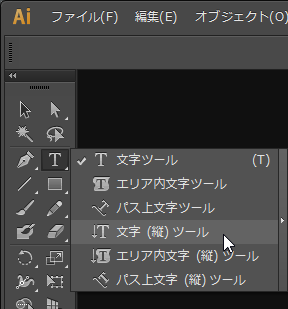 Ai ファイル(F) 編集(E) オブジェクト(O)
文字ツール (T)
エリア内文字ツール
パス上文字ツール
文字 (縦) ツール
エリア内文字 (縦) ツール
パス上文字 (縦) ツール